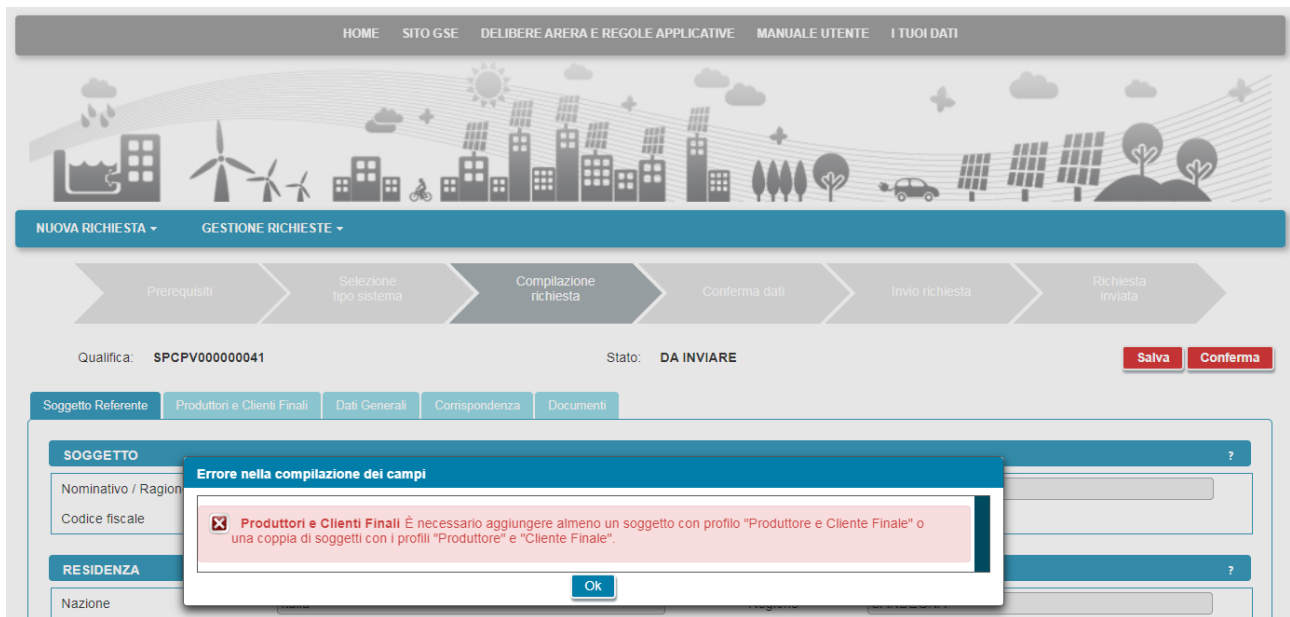 HOME SITO GSE DELIBERE ARERA E REGOLE APPLICATIVE MANUALE UTENTE I TUOI DATI
NUOVA RICHIESTA GESTIONE RICHIESTE
Prerequisiti
Selezione
tipo sistema
Compilazione
richiesta
Conferma dati
Invio richiesta
Richiesta
inviata
Qualifica: SPCPV000000041 Stato: DA INVIARE Salva Conferma
Soggetto Referente Produttori e Clienti Finali Dati Generali Corrispondenza Documenti
SOGGETTO ?
Nominativo / Ragion
Codice fiscale
Errore nella compilazione dei campi
Produttori e Clienti Finali È necessario aggiungere almeno un soggetto con profilo "Produttore e Cliente Finale" o
una coppia di soggetti con i profili "Produttore" e "Cliente Finale".
Ok
RESIDENZA ?
Nazione